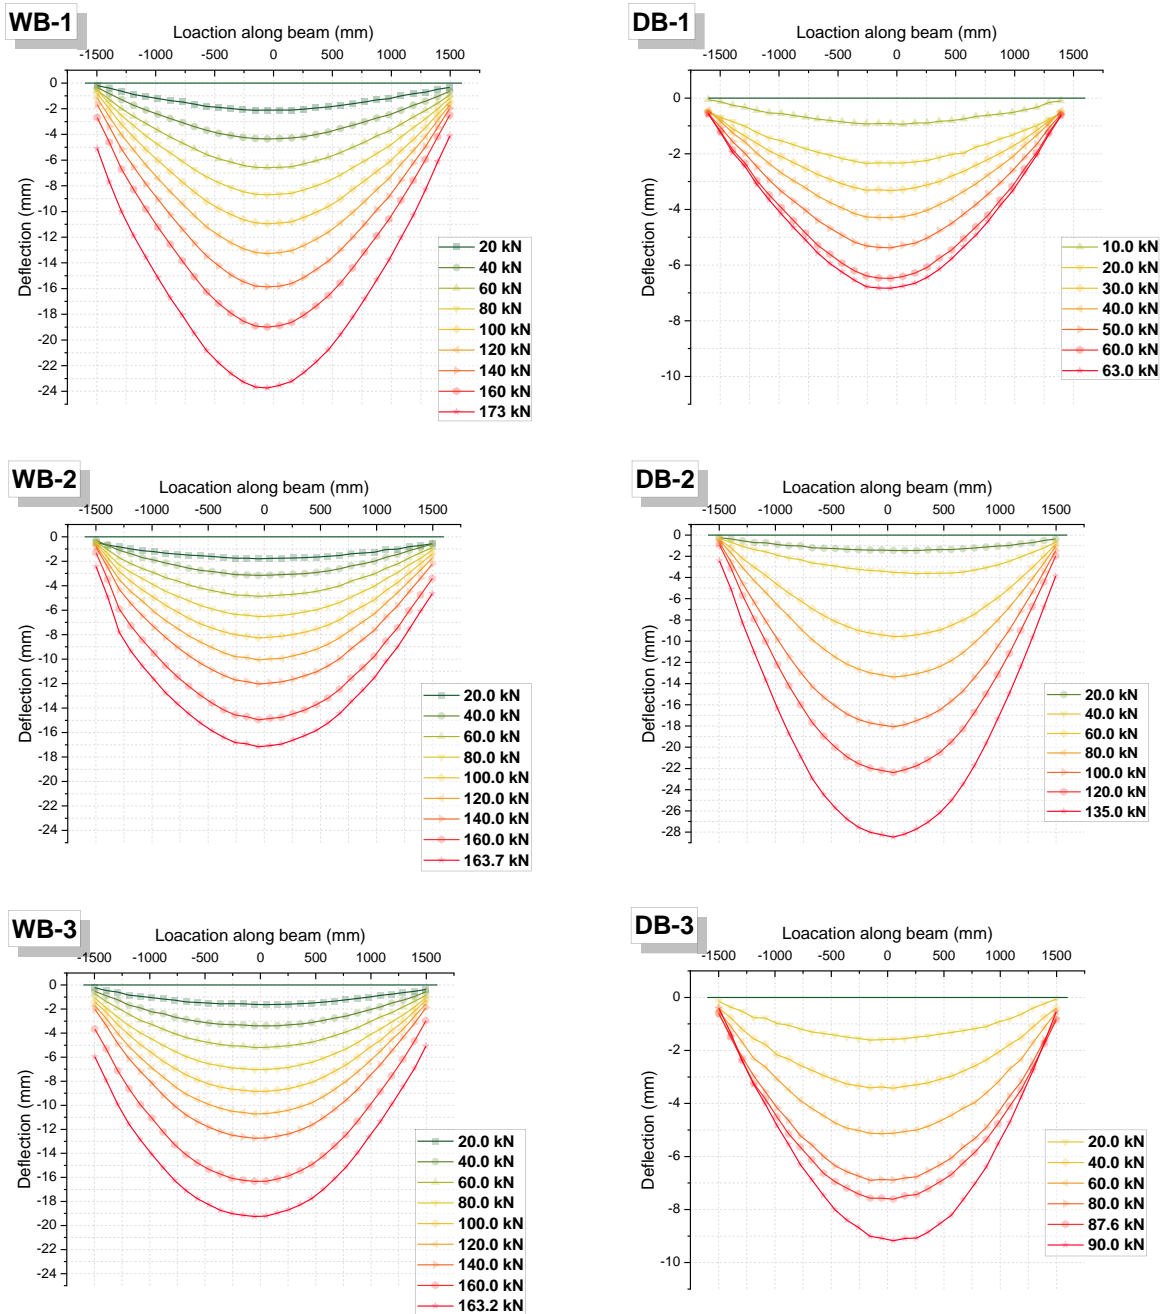 WB-1
Loacation along beam (mm)
-1500 -1000 -500 0 500 1000 1500
0
-2
-4
-6
-8
-10
-12
-14
-16
-18
-20
-22
-24
Deflection (mm)
20 kN
40 kN
60 kN
80 kN
100 kN
120 kN
140 kN
160 kN
173 kN
DB-1
Loacation along beam (mm)
-1500 -1000 -500 0 500 1000 1500
0
-2
-4
-6
-8
-10
Deflection (mm)
10.0 kN
20.0 kN
30.0 kN
40.0 kN
50.0 kN
60.0 kN
63.0 kN
WB-2
Loacation along beam (mm)
-1500 -1000 -500 0 500 1000 1500
0
-2
-4
-6
-8
-10
-12
-14
-16
-18
-20
-22
-24
Deflection (mm)
20.0 kN
40.0 kN
60.0 kN
80.0 kN
100.0 kN
120.0 kN
140.0 kN
160.0 kN
163.7 kN
DB-2
Loacation along beam (mm)
-1500 -1000 -500 0 500 1000 1500
0
-2
-4
-6
-8
-10
-12
-14
-16
-18
-20
-22
-24
-26
-28
Deflection (mm)
20.0 kN
40.0 kN
60.0 kN
80.0 kN
100.0 kN
120.0 kN
135.0 kN
WB-3
Loacation along beam (mm)
-1500 -1000 -500 0 500 1000 1500
0
-2
-4
-6
-8
-10
-12
-14
-16
-18
-20
-22
-24
Deflection (mm)
20.0 kN
40.0 kN
60.0 kN
80.0 kN
100.0 kN
120.0 kN
140.0 kN
160.0 kN
163.2 kN
DB-3
Loacation along beam (mm)
-1500 -1000 -500 0 500 1000 1500
0
-2
-4
-6
-8
-10
Deflection (mm)
20.0 kN
40.0 kN
60.0 kN
80.0 kN
87.6 kN
90.0 kN